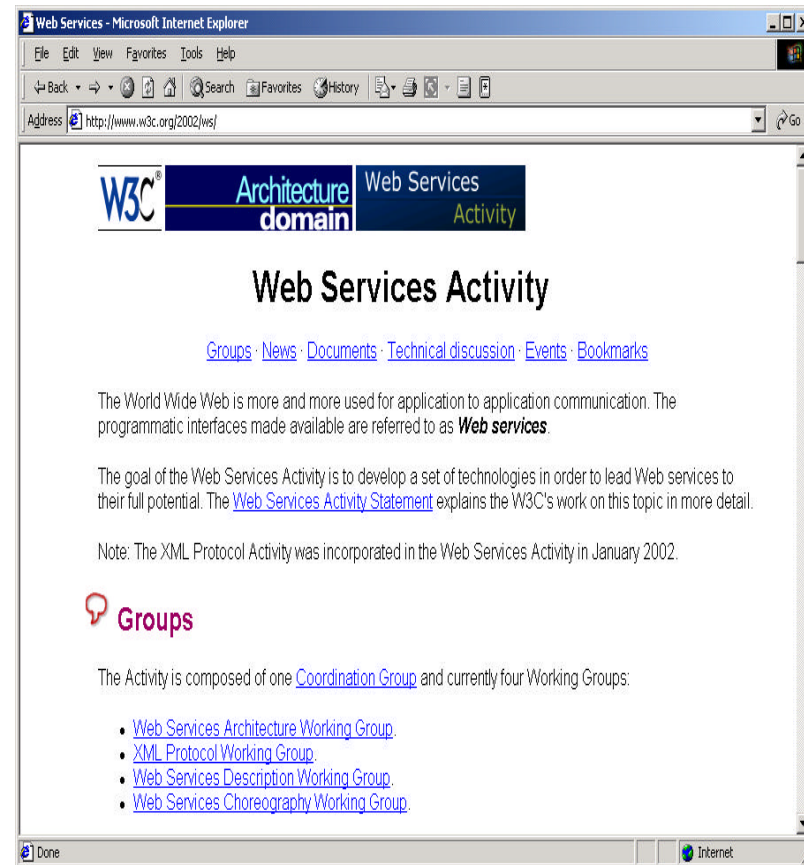 Web Services - Microsoft Internet Explorer
File Edit View Favorites Tools Help
Back Search Favorites History
Address http://www.w3c.org/2002/ws/ Go
W3C® Architecture domain Web Services Activity
Web Services Activity
Groups · News · Documents · Technical discussion · Events · Bookmarks
The World Wide Web is more and more used for application to application communication. The
programmatic interfaces made available are referred to as Web services.
The goal of the Web Services Activity is to develop a set of technologies in order to lead Web services to
their full potential. The Web Services Activity Statement explains the W3C's work on this topic in more detail.
Note: The XML Protocol Activity was incorporated in the Web Services Activity in January 2002.
Groups
The Activity is composed of one Coordination Group and currently four Working Groups:
• Web Services Architecture Working Group.
• XML Protocol Working Group.
• Web Services Description Working Group.
• Web Services Choreography Working Group.
Done Internet